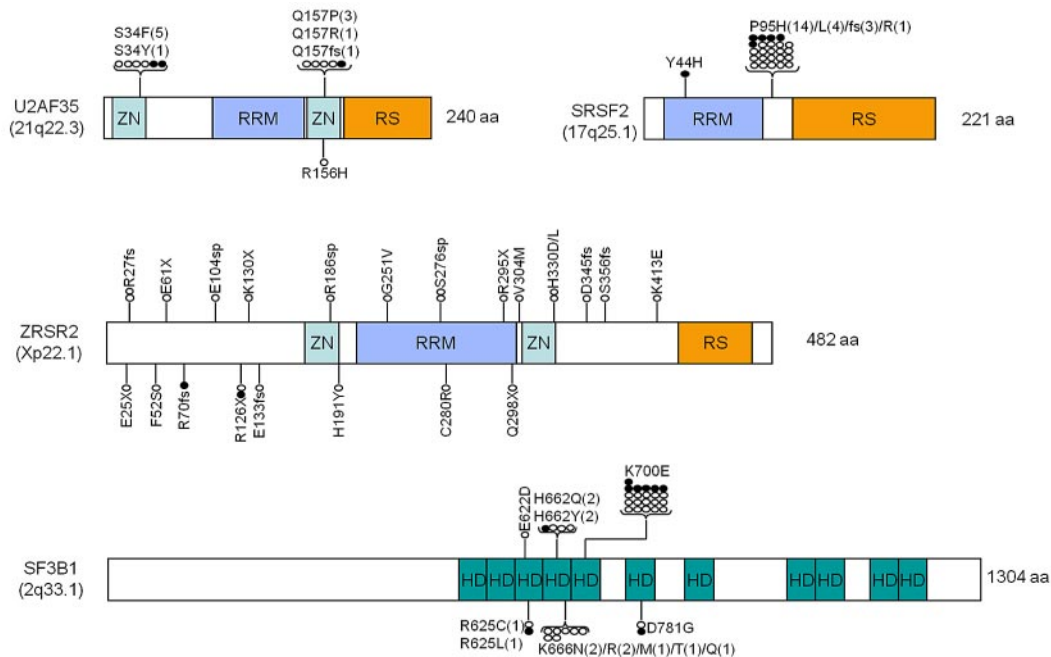 S34F(5)
S34Y(1)
Q157P(3)
Q157R(1)
Q157fs(1)
U2AF35
(21q22.3)
ZN
RRM
ZN
RS
240 aa
R156H
P95H(14)/L(4)/fs(3)/R(1)
Y44H
SRSF2
(17q25.1)
RRM
RS
221 aa
R27fs
E61X
E104sp
K130X
R186sp
G251V
S276sp
R295X
V304M
H330D/L
D345fs
S356fs
K413E
ZRSR2
(Xp22.1)
ZN
RRM
ZN
RS
482 aa
E25X
F52S
R70fs
R126X
E133fs
H191Y
C280R
Q298X
E622D
H662Q(2)
H662Y(2)
K700E
SF3B1
(2q33.1)
HD
HD
HD
HD
HD
HD
HD
HD
HD
HD
HD
1304 aa
R625C(1)
R625L(1)
K666N(2)/R(2)/M(1)/T(1)/Q(1)
D781G